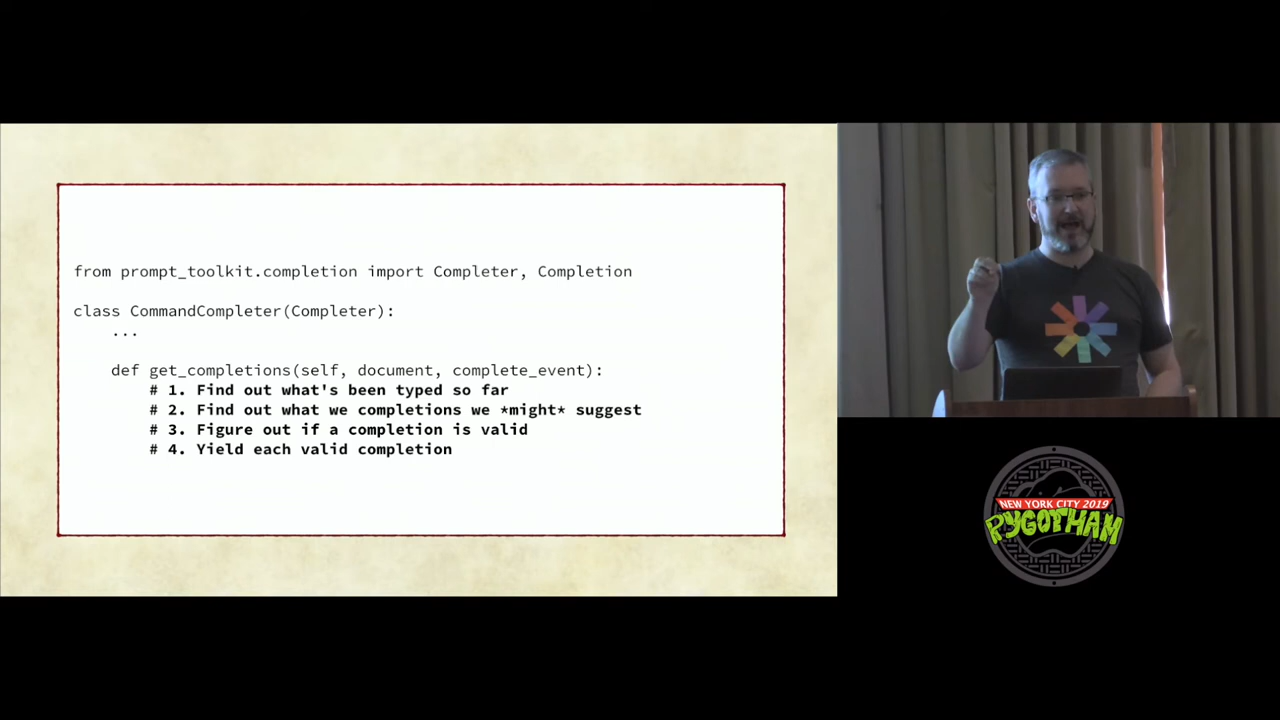 from prompt_toolkit.completion import Completer, Completion
class CommandCompleter(Completer):
...
def get_completions(self, document, complete_event):
# 1. Find out what's been typed so far
# 2. Find out what we completions we *might* suggest
# 3. Figure out if a completion is valid
# 4. Yield each valid completion
NEW YORK CITY 2019
PYGOTHAM